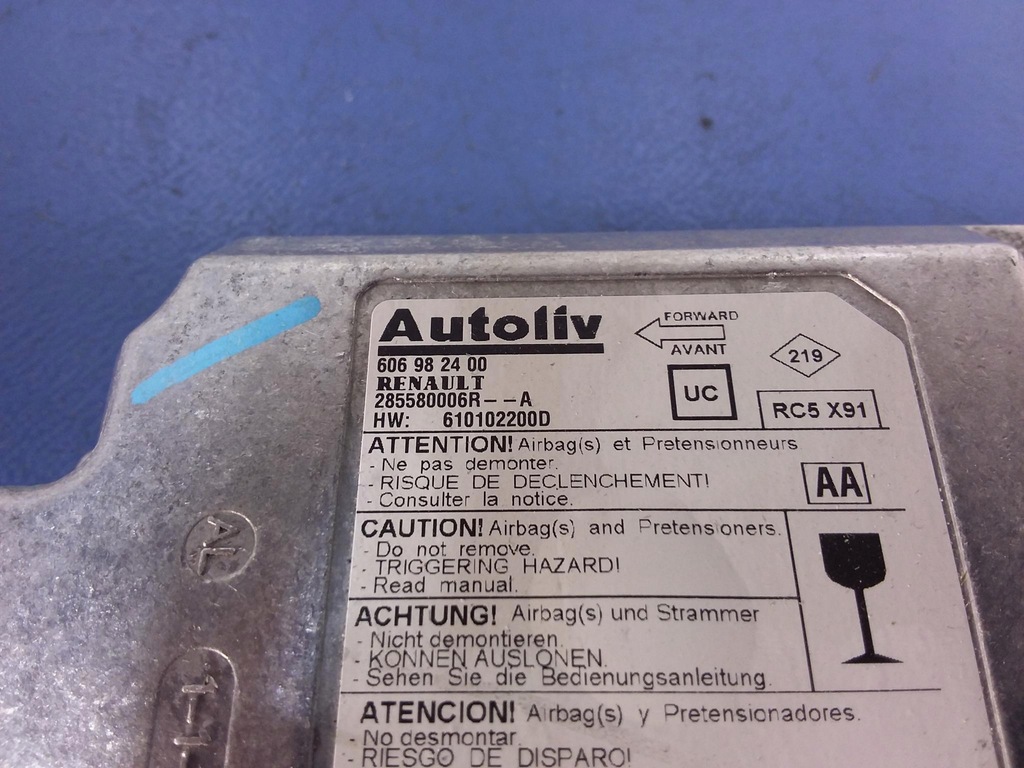 Autoliv
606 98 24 00
RENAULT
285580006R--A
HW: 610102200D
FORWARD
AVANT
UC
219
RC5 X91
ATTENTION! Airbag(s) et Pretensionneurs
- Ne pas demonter.
- RISQUE DE DECLENCHEMENT!
- Consulter la notice.
AA
CAUTION! Airbag(s) and Pretensioners.
- Do not remove.
- TRIGGERING HAZARD!
- Read manual.
ACHTUNG! Airbag(s) und Strammer
- Nicht demontieren.
- KONNEN AUSLONEN.
- Sehen Sie die Bedienungsanleitung.
ATENCION! Airbag(s) y Pretensionadores.
- No desmontar.
- RIESGO DE DISPARO!
AL